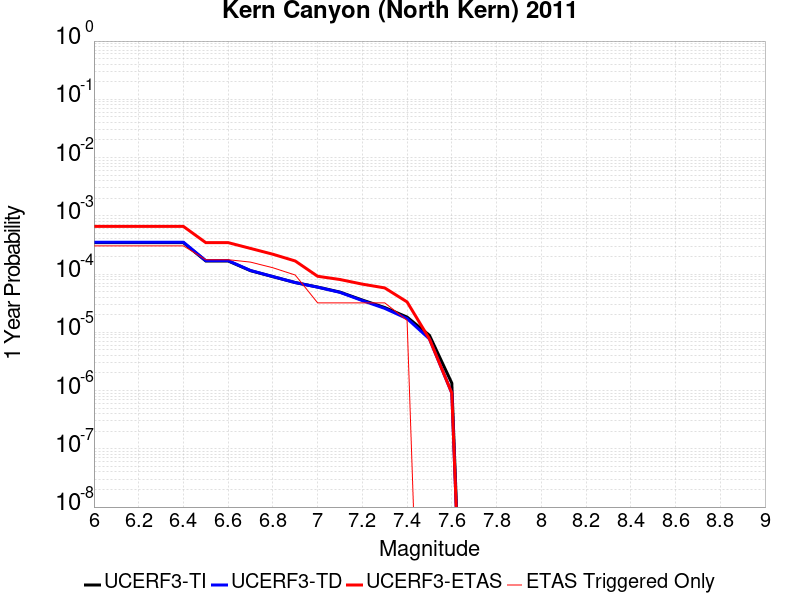 Kern Canyon (North Kern) 2011
10^0
10^-1
10^-2
10^-3
10^-4
10^-5
10^-6
10^-7
10^-8
1 Year Probability
6 6.2 6.4 6.6 6.8 7 7.2 7.4 7.6 7.8 8 8.2 8.4 8.6 8.8 9
Magnitude
UCERF3-TI UCERF3-TD UCERF3-ETAS ETAS Triggered Only